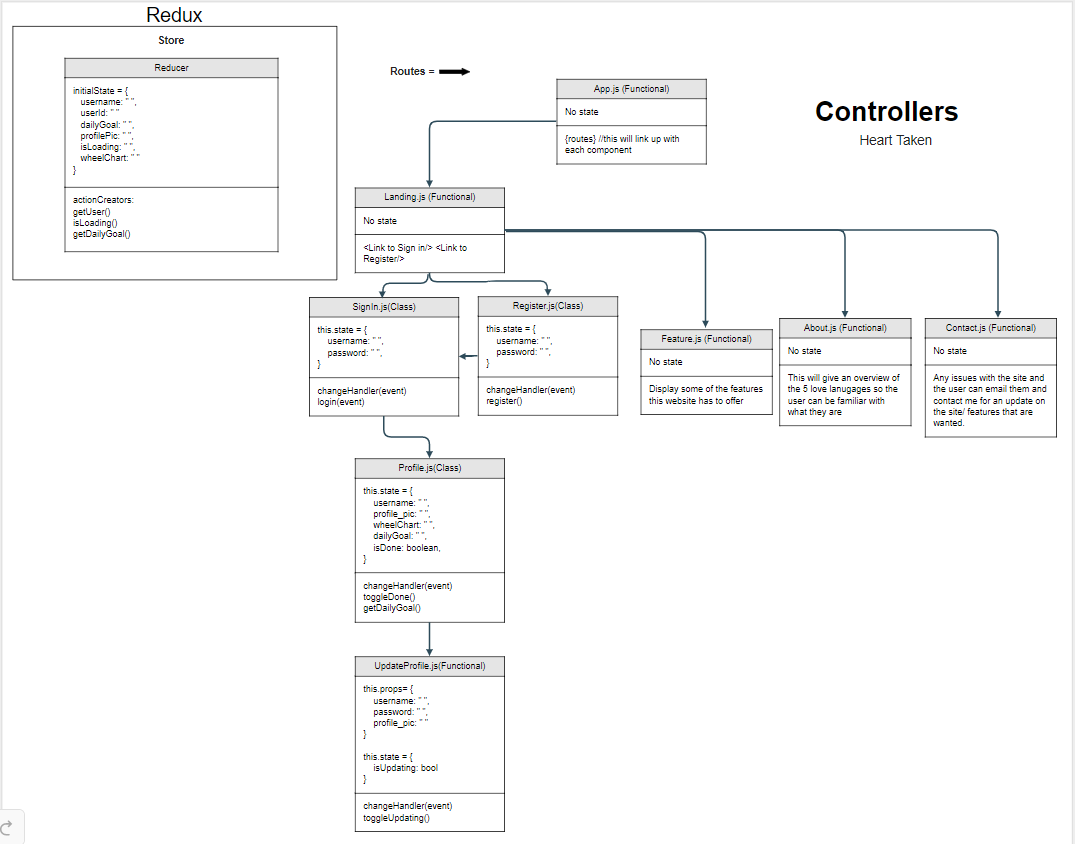 Redux
Store
Reducer
initialState = {
username: " ",
userId: " "
dailyGoal: " ",
profilePic: " ",
isLoading: " ",
wheelChart: " "
}
actionCreators:
getUser()
isLoading()
getDailyGoal()
Routes =
App.js (Functional)
No state
{routes} //this will link up with
each component
Controllers
Heart Taken
Landing.js (Functional)
No state
<Link to Sign in/> <Link to
Register/>
SignIn.js(Class)
this.state = {
username: " ",
password: " ",
}
changeHandler(event)
login(event)
Register.js(Class)
this.state = {
username: " ",
password: " ",
}
changeHandler(event)
register()
Feature.js (Functional)
No state
Display some of the features
this website has to offer
About.js (Functional)
No state
This will give an overview of
the 5 love lanugages so the
user can be familiar with
what they are
Contact.js (Functional)
No state
Any issues with the site and
the user can email them and
contact me for an update on
the site/ features that are
wanted.
Profile.js(Class)
this.state = {
username: " ",
profile_pic: " ",
wheelChart: " ",
dailyGoal: " ",
isDone: boolean,
}
changeHandler(event)
toggleDone()
getDailyGoal()
UpdateProfile.js(Functional)
this.props= {
username: " ",
password: " ",
profile_pic: " "
}
this.state = {
isUpdating: bool
}
changeHandler(event)
toggleUpdating()